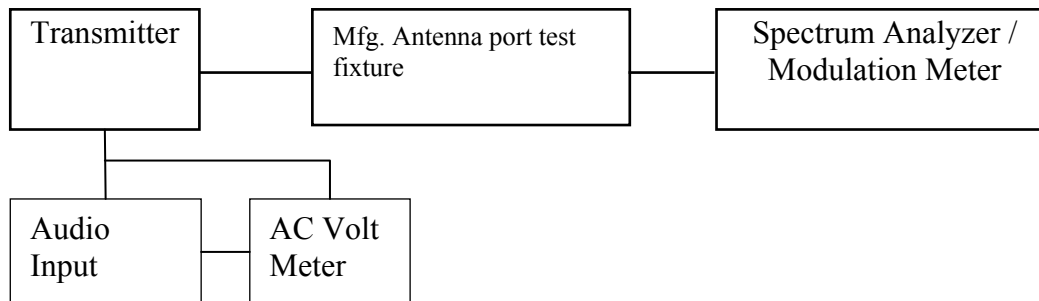 Transmitter
Mfg. Antenna port test
fixture
Spectrum Analyzer /
Modulation Meter
Audio
Input
AC Volt
Meter